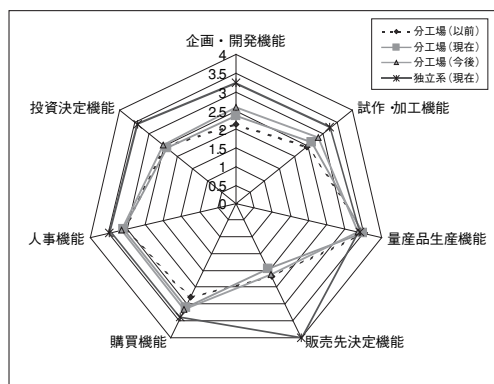 企画・開発機能
分工場(以前)
分工場(現在)
分工場(今後)
独立系(現在)
4
3.5
3
2.5
2
1.5
1
0.5
0
試作・加工機能
投資決定機能
人事機能
量産品生産機能
購買機能
販売先決定機能